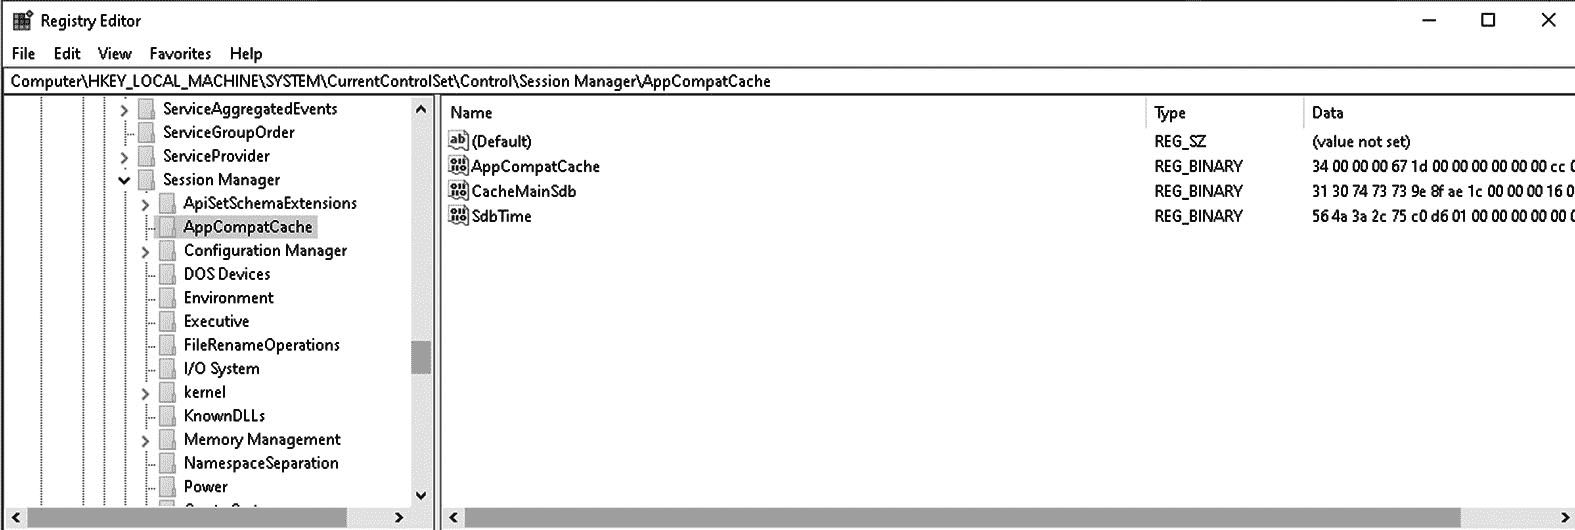 Registry Editor
File Edit View Favorites Help
Computer\HKEY_LOCAL_MACHINE\SYSTEM\CurrentControlSet\Control\Session Manager\AppCompatCache
ServiceAggregatedEvents
ServiceGroupOrder
ServiceProvider
Session Manager
ApiSetSchemaExtensions
AppCompatCache
Configuration Manager
DOS Devices
Environment
Executive
FileRenameOperations
I/O System
kernel
KnownDLLs
Memory Management
NamespaceSeparation
Power
Name Type Data
(Default) REG_SZ (value not set)
AppCompatCache REG_BINARY 34 00 00 00 67 1d 00 00 00 00 00 00 cc
CacheMainSdb REG_BINARY 31 30 74 73 73 9e 8f ae 1c 00 00 00 16
SdbTime REG_BINARY 56 4a 3a 2c 75 c0 d6 01 00 00 00 00 00